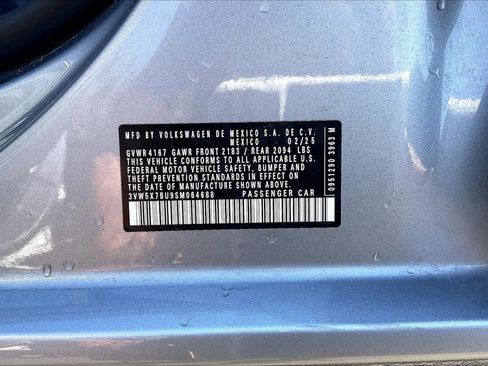 MFD BY VOLKSWAGEN DE MEXICO S.A. DE C.V.
MEXICO 02/25
GVWR 4167 GAWR FRONT 2183 / REAR 2094 LBS
THIS VEHICLE CONFORMS TO ALL APPLICABLE U.S.
FEDERAL MOTOR VEHICLE SAFETY, BUMPER AND
THEFT PREVENTION STANDARDS IN EFFECT ON
THE DATE OF MANUFACTURE SHOWN ABOVE.
3VW5X7BU9SM064688 PASSENGER CAR
0951290 3963 M